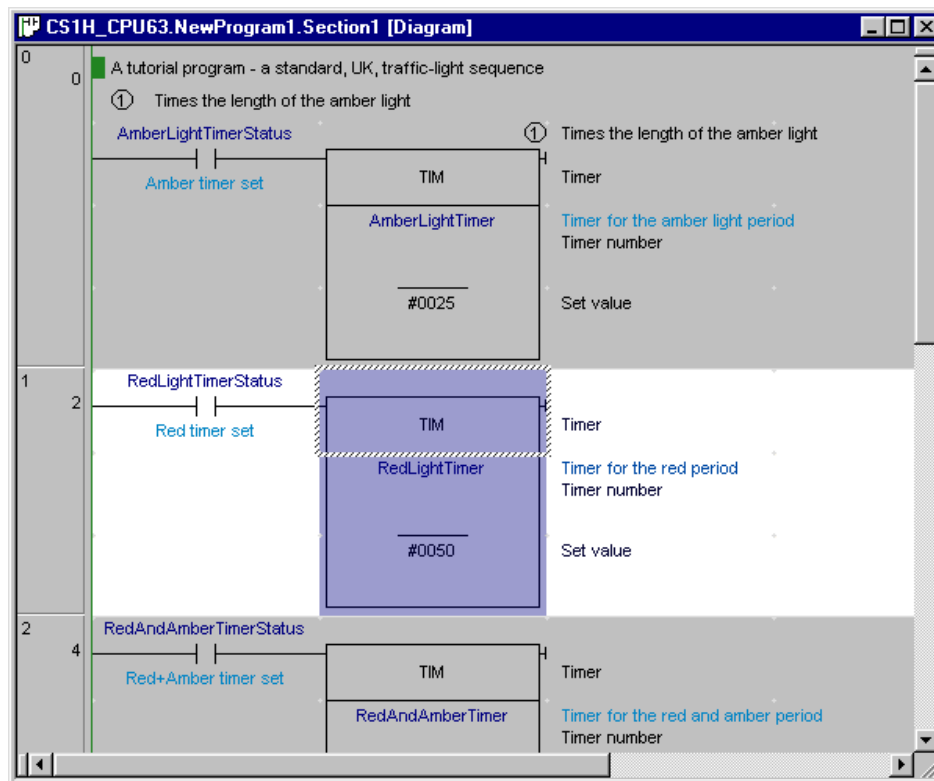 CS1H_CPU63.NewProgram1.Section1 [Diagram]
0
0
A tutorial program - a standard, UK, traffic-light sequence
1 Times the length of the amber light
AmberLightTimerStatus
1 Times the length of the amber light
Amber timer set
TIM
Timer
AmberLightTimer
Timer for the amber light period
Timer number
#0025
Set value
1
2
RedLightTimerStatus
Red timer set
TIM
Timer
RedLightTimer
Timer for the red period
Timer number
#0050
Set value
2
4
RedAndAmberTimerStatus
Red+Amber timer set
TIM
Timer
RedAndAmberTimer
Timer for the red and amber period
Timer number